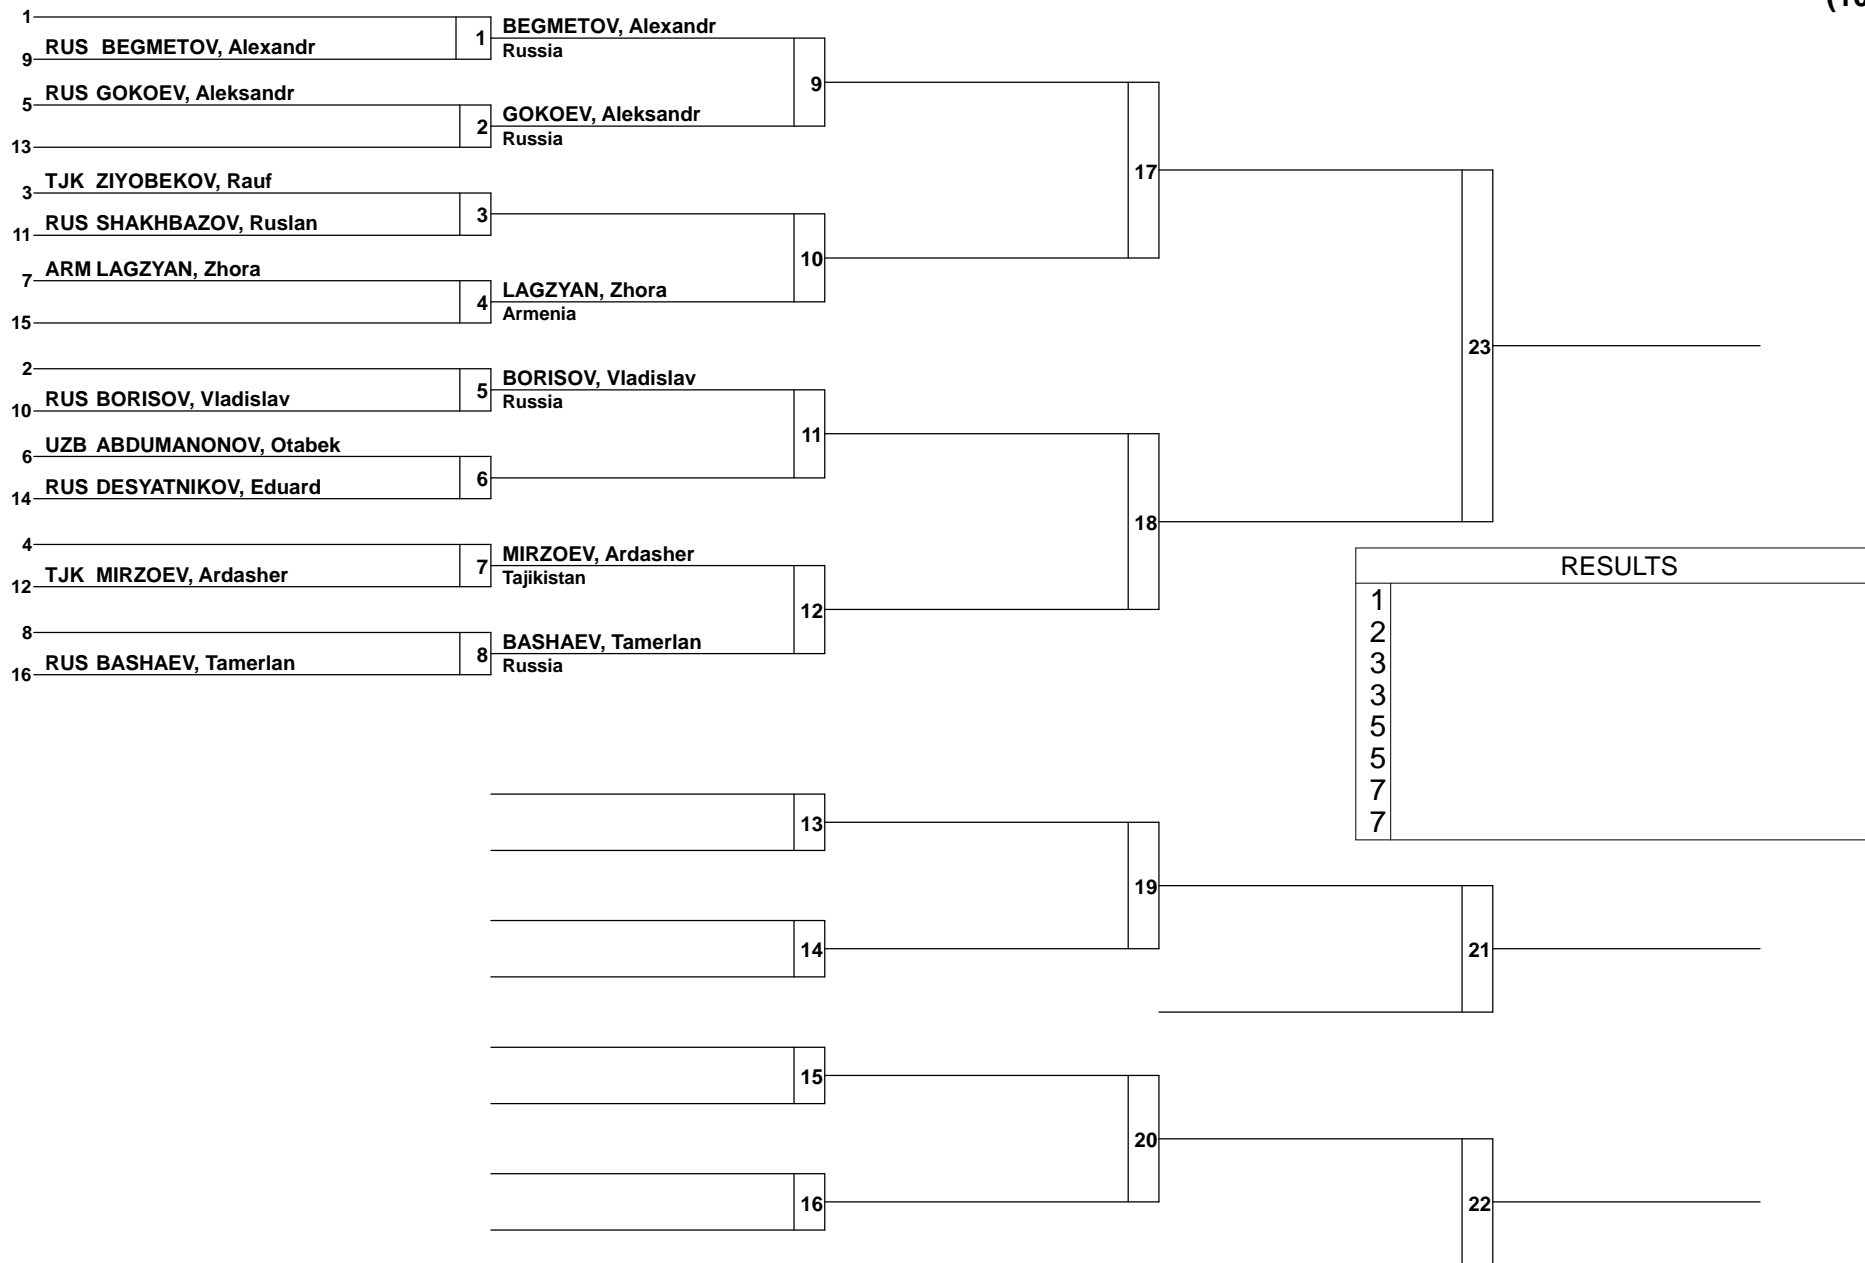 (10
1
RUS BEGMETOV, Alexandr
9
1
BEGMETOV, Alexandr
Russia
RUS GOKOEV, Aleksandr
5
13
2
GOKOEV, Aleksandr
Russia
9
TJK ZIYOBEKOV, Rauf
3
RUS SHAKHBAZOV, Ruslan
11
3
ARM LAGZYAN, Zhora
7
15
4
LAGZYAN, Zhora
Armenia
10
17
2
RUS BORISOV, Vladislav
10
5
BORISOV, Vladislav
Russia
UZB ABDUMANONOV, Otabek
6
RUS DESYATNIKOV, Eduard
14
6
11
4
TJK MIRZOEV, Ardasher
12
7
MIRZOEV, Ardasher
Tajikistan
8
RUS BASHAEV, Tamerlan
16
8
BASHAEV, Tamerlan
Russia
12
18
23
RESULTS
1
2
3
3
5
5
7
7
13
14
19
21
15
16
20
22